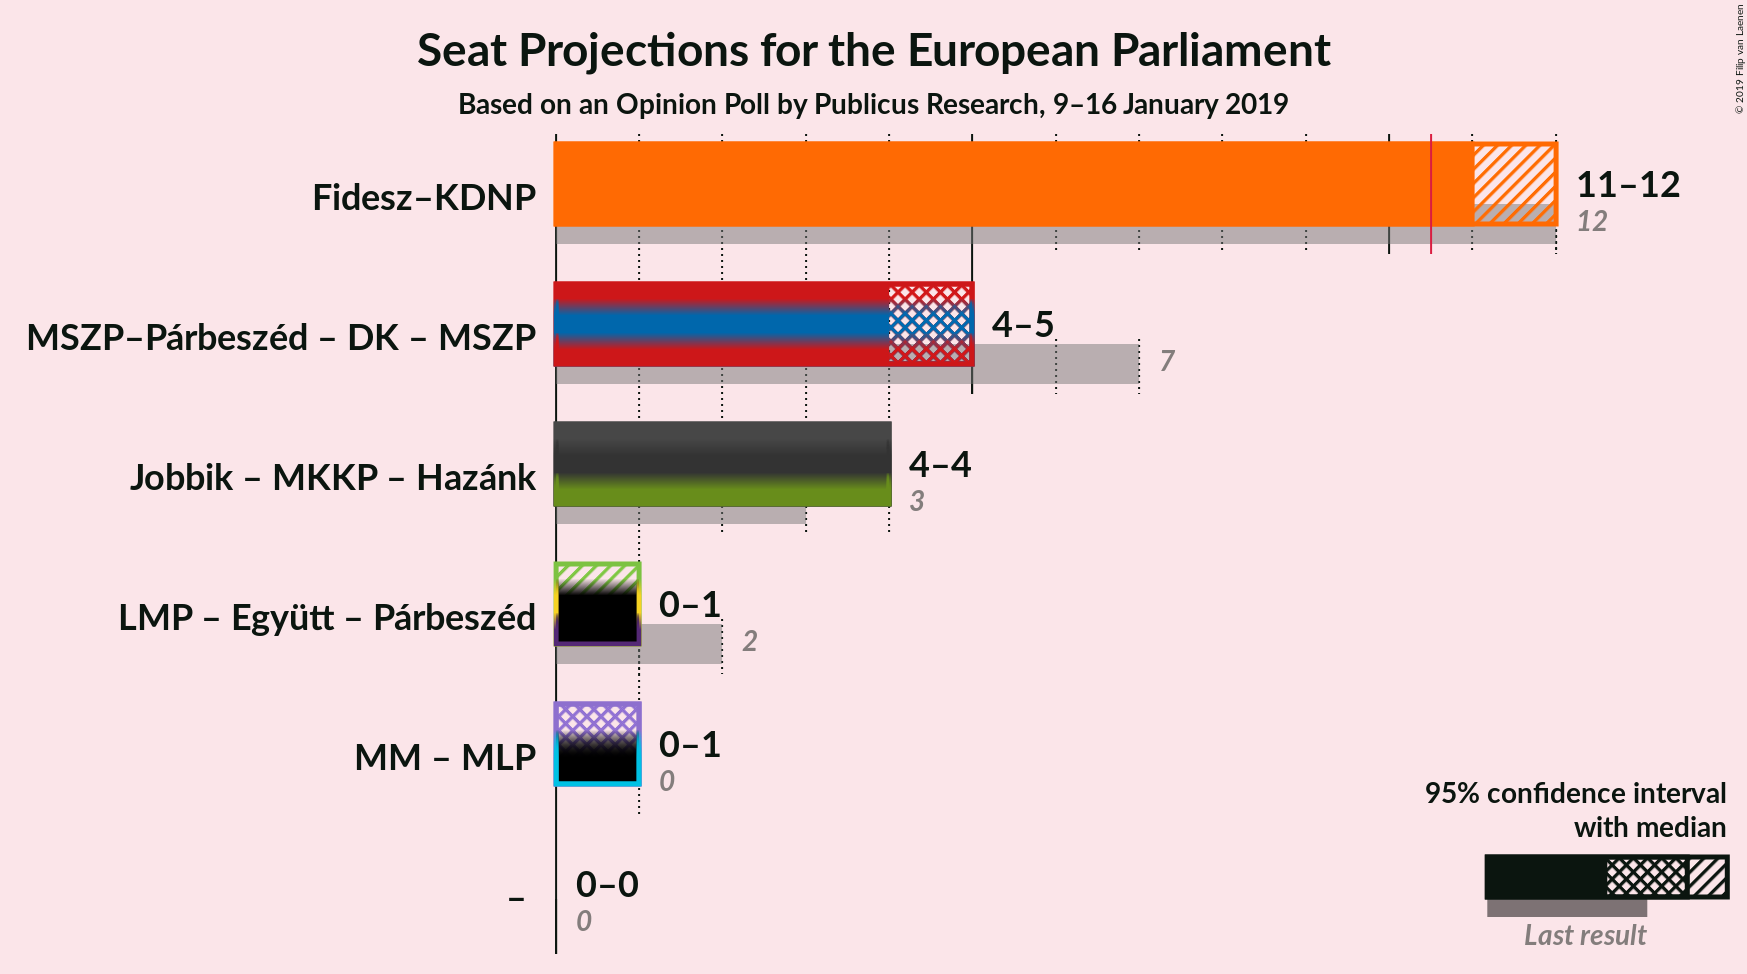 Seat Projections for the European Parliament
Based on an Opinion Poll by Publicus Research, 9–16 January 2019
© 2019 Filip van Laenen
Fidesz–KDNP
11–12
12
MSZP–Párbeszéd – DK – MSZP
4–5
7
Jobbik – MKKP – Hazánk
4–4
3
LMP – Együtt – Párbeszéd
0–1
2
MM – MLP
0–1
0
–
0–0
0
95% confidence interval
with median
Last result